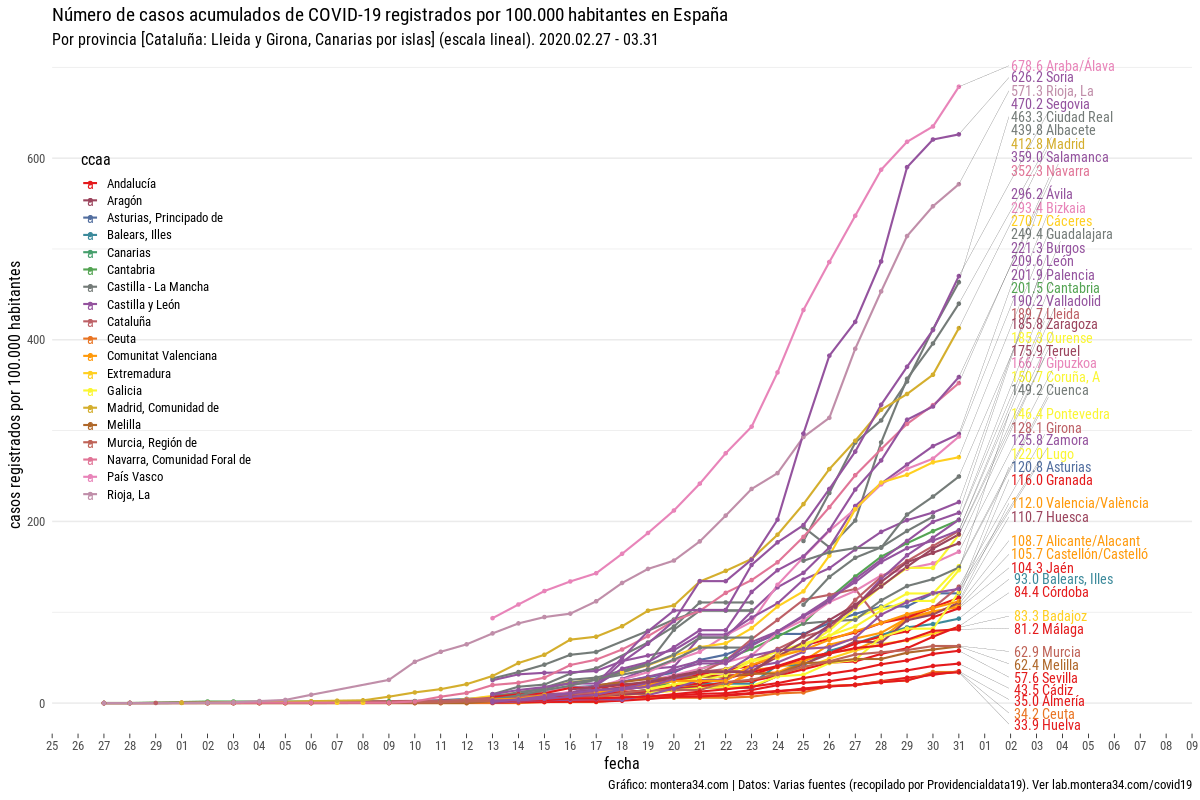 Número de casos acumulados de COVID-19 registrados por 100.000 habitantes en España
Por provincia [Cataluña: Lleida y Girona, Canarias por islas] (escala lineal). 2020.02.27 - 03.31
casos registrados por 100.000 habitantes
600
400
200
0
ccaa
Andalucía
Aragón
Asturias, Principado de
Balears, Illes
Canarias
Cantabria
Castilla - La Mancha
Castilla y León
Cataluña
Ceuta
Comunitat Valenciana
Extremadura
Galicia
Madrid, Comunidad de
Melilla
Murcia, Región de
Navarra, Comunidad Foral de
País Vasco
Rioja, La
678.6 Araba/Álava
626.2 Soria
571.3 Rioja, La
470.2 Segovia
463.3 Ciudad Real
439.8 Albacete
412.8 Madrid
359.0 Salamanca
352.3 Navarra
296.2 Ávila
293.4 Bizkaia
270.7 Cáceres
249.4 Guadalajara
221.3 Burgos
209.6 León
201.9 Palencia
201.5 Cantabria
190.2 Valladolid
189.7 Lleida
185.8 Zaragoza
Ourense
175.9 Teruel
166.7 Gipuzkoa
Coruña, A
149.2 Cuenca
146.4 Pontevedra
128.1 Girona
125.8 Zamora
Lugo
120.8 Asturias
116.0 Granada
112.0 Valencia/València
110.7 Huesca
108.7 Alicante/Alacant
105.7 Castellón/Castelló
104.3 Jaén
93.0 Balears, Illes
84.4 Córdoba
83.3 Badajoz
81.2 Málaga
62.9 Murcia
62.4 Melilla
57.6 Sevilla
43.5 Cádiz
35.0 Almería
34.2 Ceuta
33.9 Huelva
25 26 27 28 29 01 02 03 04 05 06 07 08 09 10 11 12 13 14 15 16 17 18 19 20 21 22 23 24 25 26 27 28 29 30 31 01 02 03 04 05 06 07 08 09
fecha
Gráfico: montera34.com | Datos: Varias fuentes (recopilado por Providencialdata19). Ver lab.montera34.com/covid19